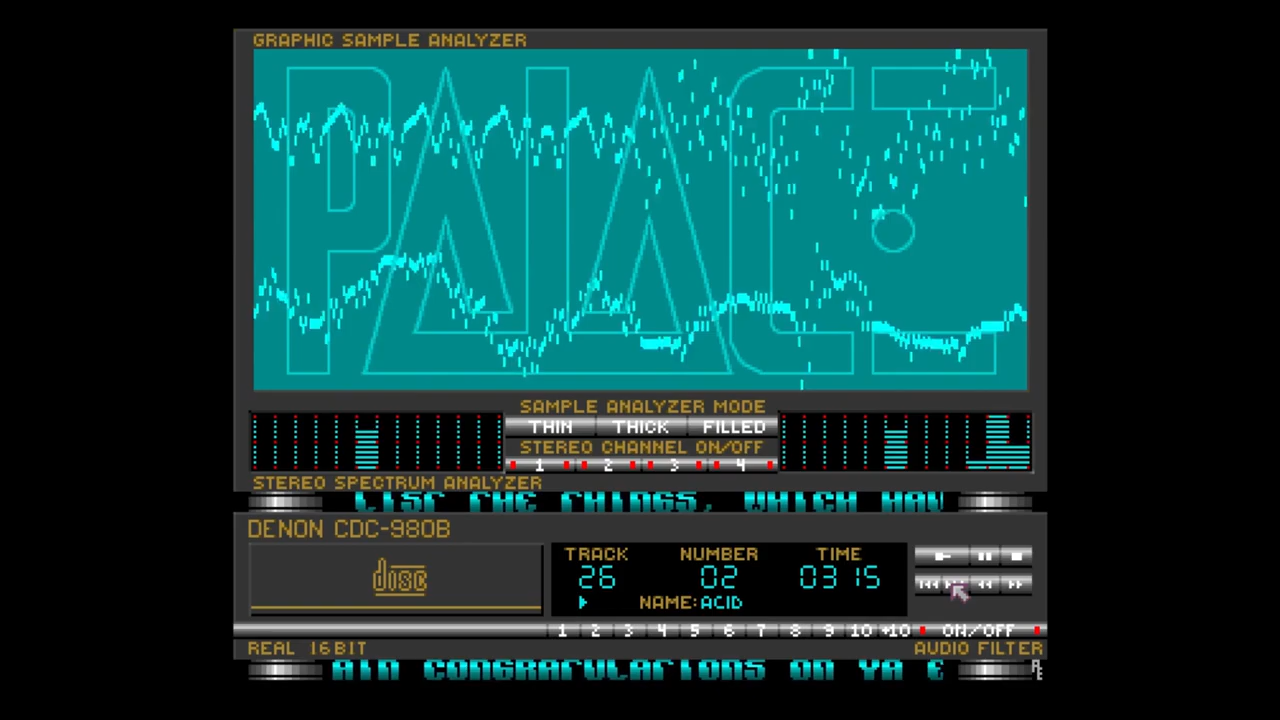 GRAPHIC SAMPLE ANALYZER
PALACE
SAMPLE ANALYZER MODE
THIN THICK FILLED
STEREO CHANNEL ON/OFF
1 2 3 4
STEREO SPECTRUM ANALYZER
LIST THE THINGS, WHICH HAV
DENON CDC-980B
disc
TRACK NUMBER TIME
26 02 03 15
NAME:ACID
1 2 3 4 5 6 7 8 9 10 +10 ON/OFF
REAL 16BIT AUDIO FILTER
AIN CONGRATULATIONS ON YA